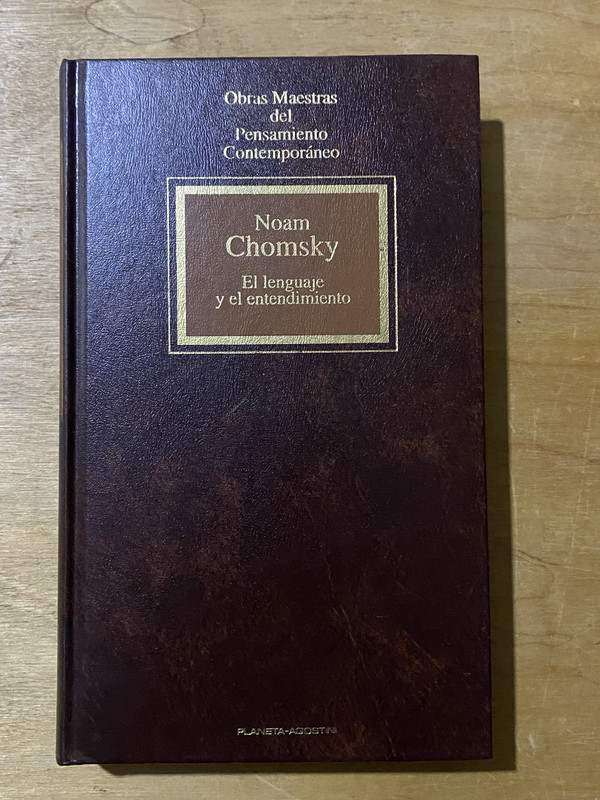 Obras Maestras
del
Pensamiento
Contemporáneo
Noam
Chomsky
El lenguaje
y el entendimiento
PLANETA-AGOSTINI